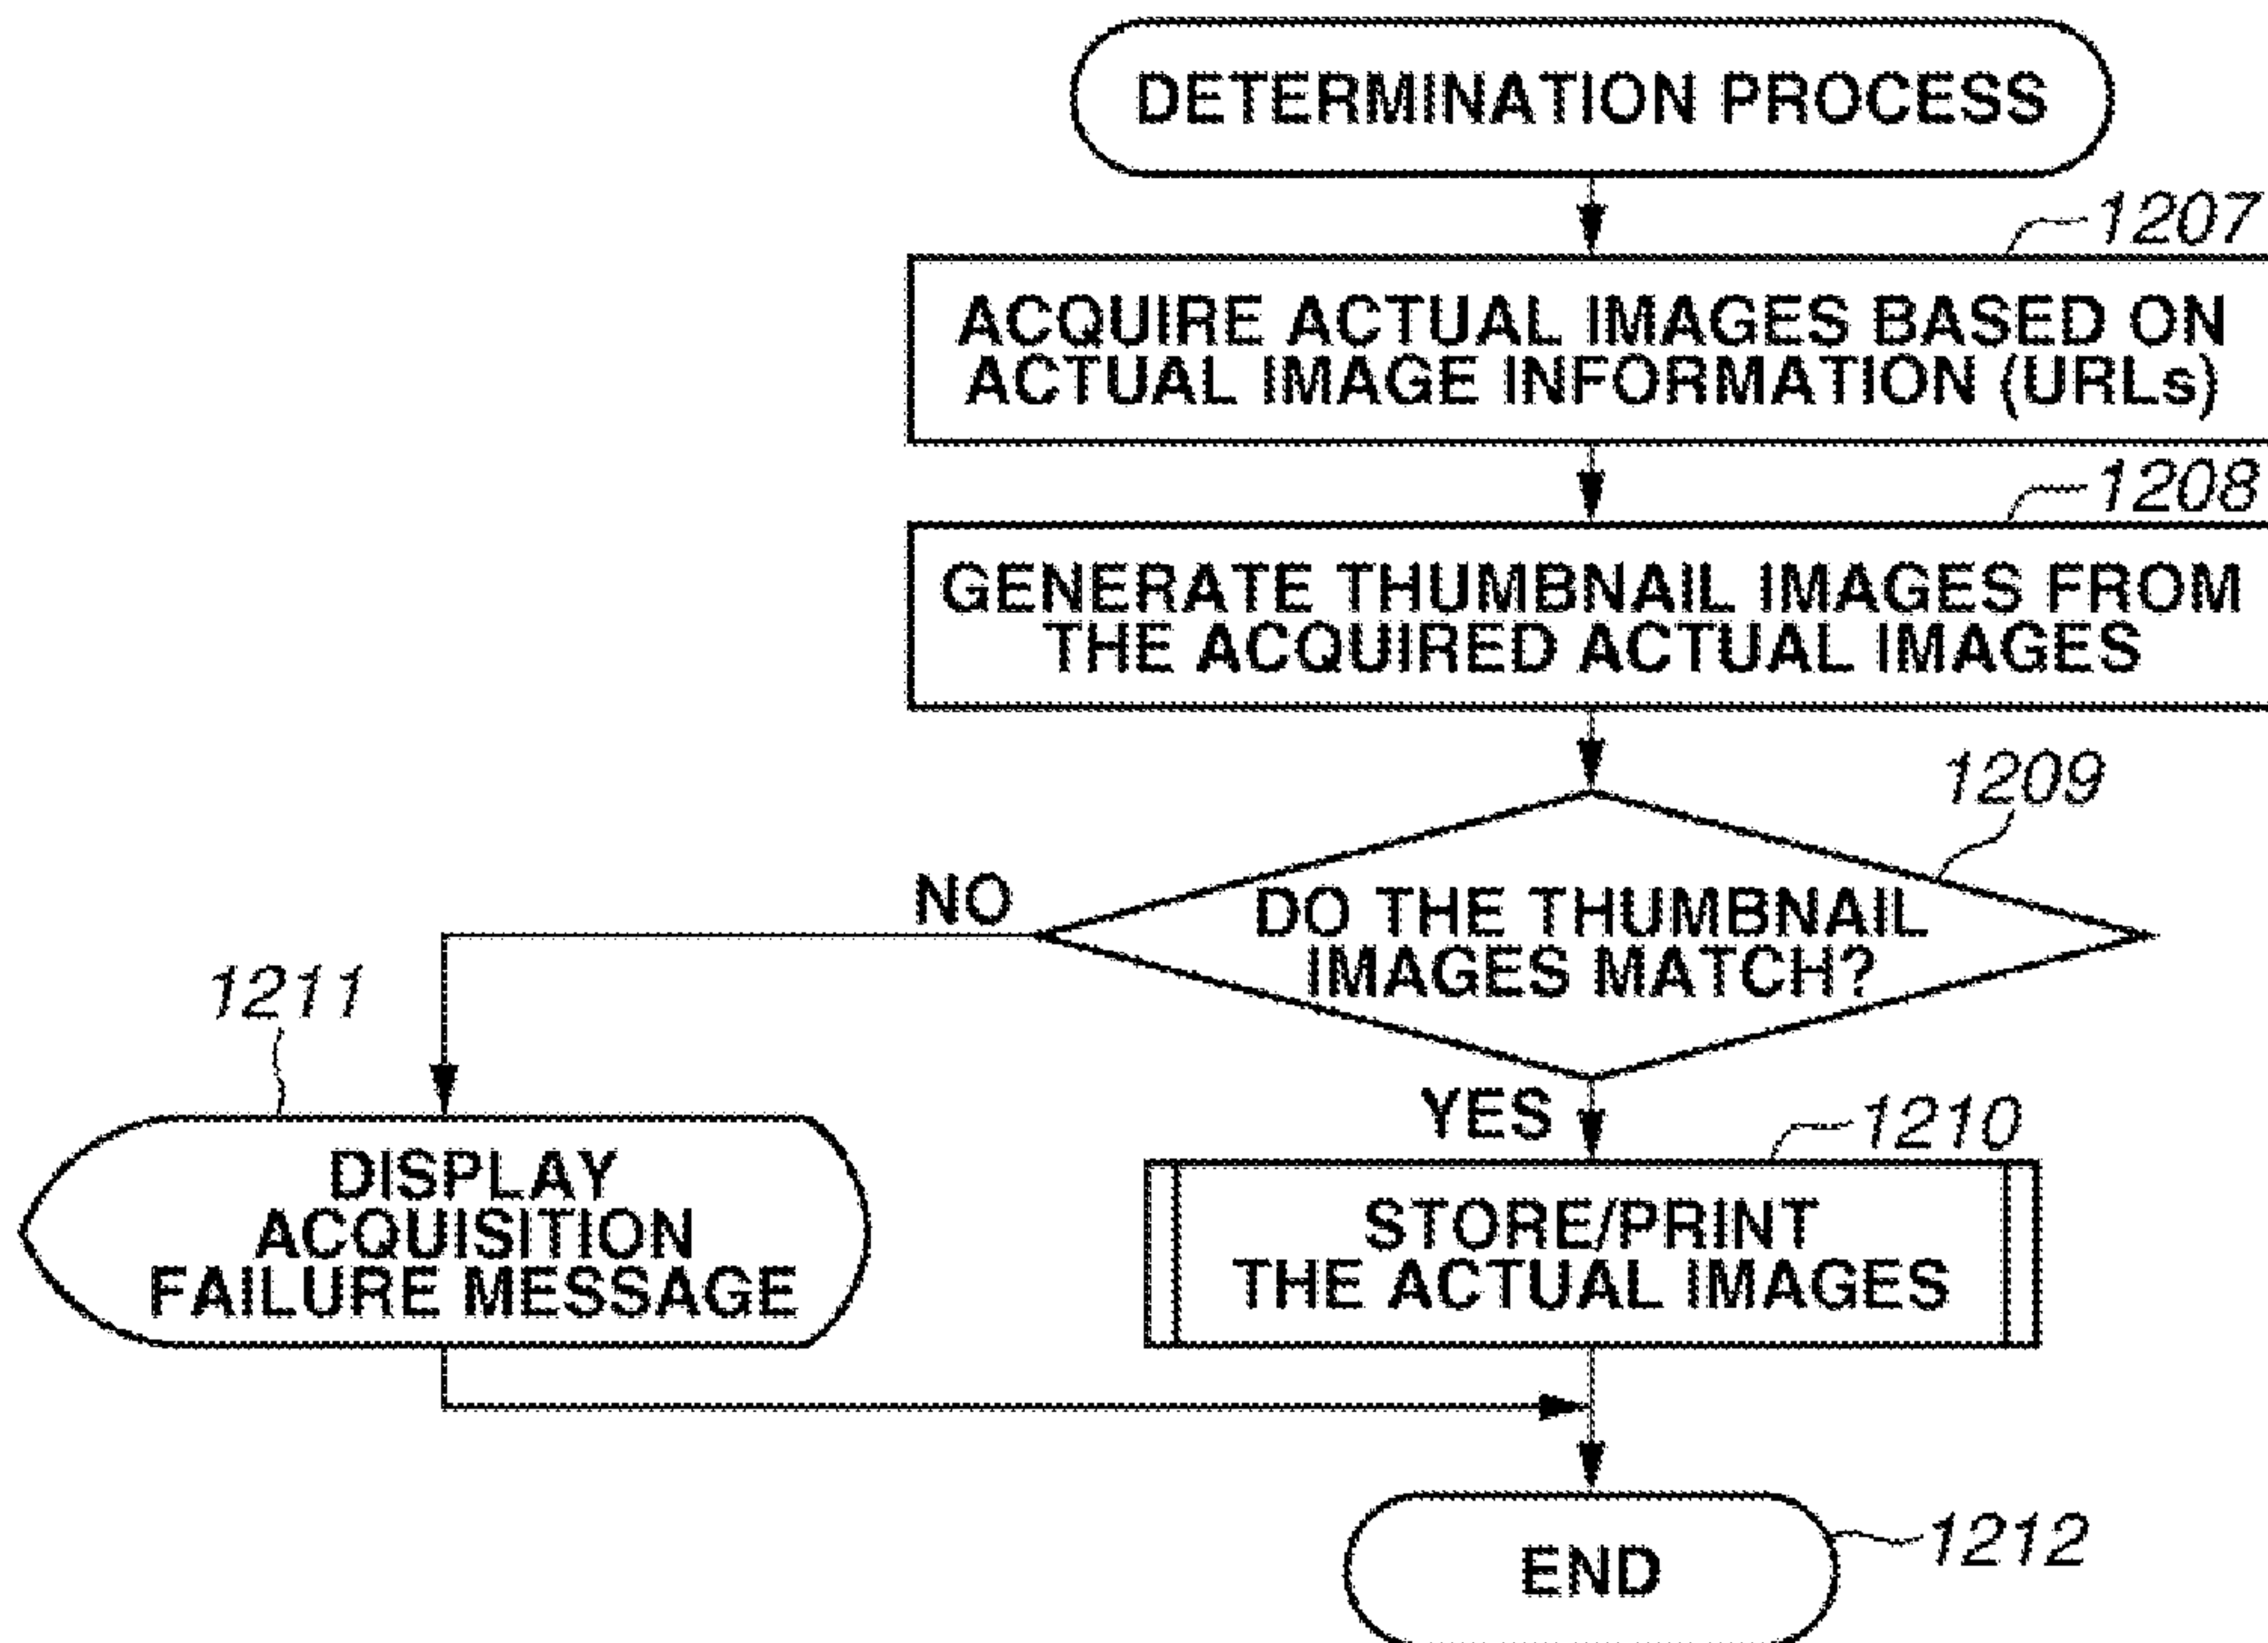 DETERMINATION PROCESS
1207
ACQUIRE ACTUAL IMAGES BASED ON
ACTUAL IMAGE INFORMATION (URLs)
1208
GENERATE THUMBNAIL IMAGES FROM
THE ACQUIRED ACTUAL IMAGES
1209
DO THE THUMBNAIL
IMAGES MATCH?
NO
YES
1211
DISPLAY
ACQUISITION
FAILURE MESSAGE
1210
STORE/PRINT
THE ACTUAL IMAGES
END
1212